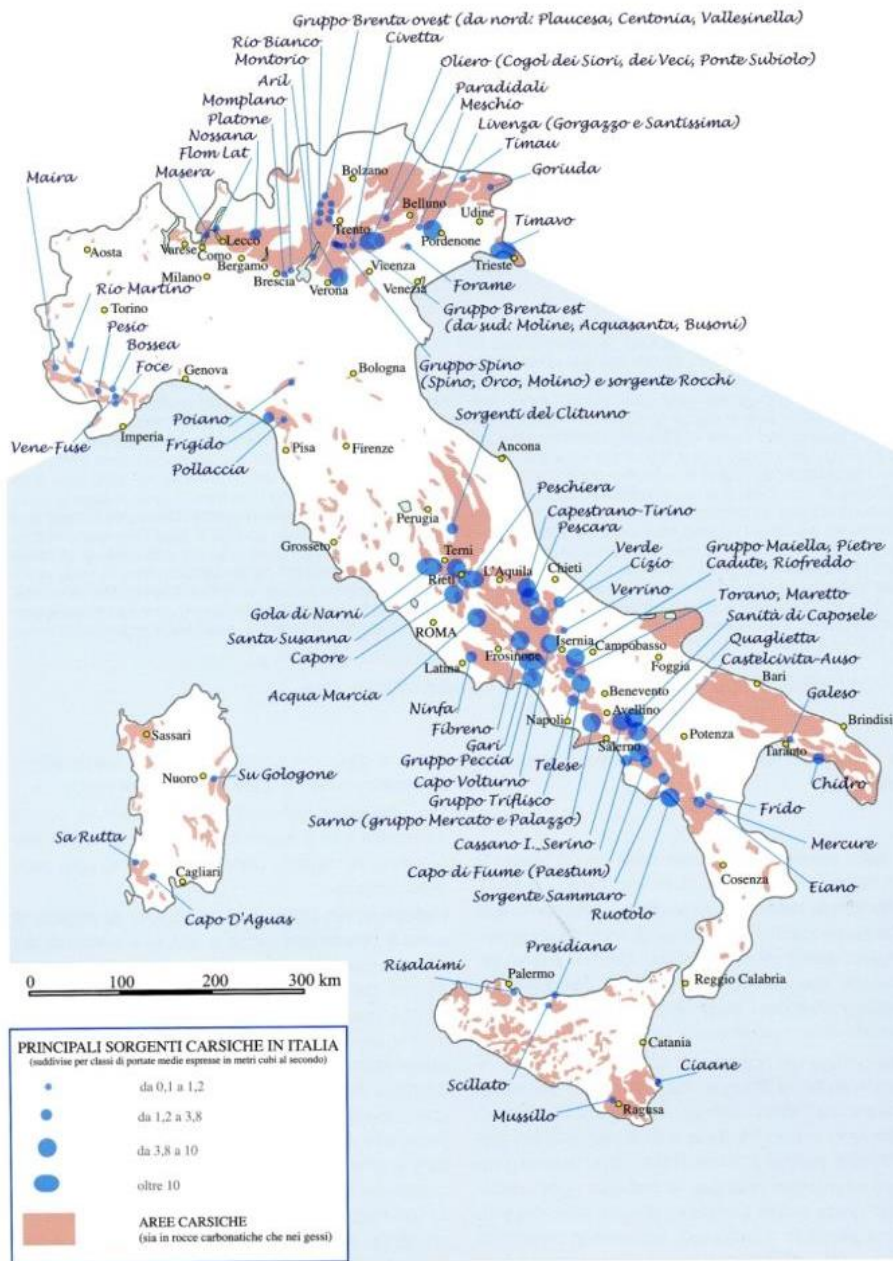 Gruppo Brenta ovest (da nord: Plaucesa, Centonia, Vallesinella)
Civetta
Rio Bianco
Montorio
Oliero (Cogol dei Siori, dei Veci, Ponte Subiolo)
Aril
Paradidali
Momplano
Meschio
Platone
Livenza (Gorgazzo e Santissima)
Nossana
Timau
Flom Lat
Goriuda
Masera
Maira
Bolzano
Belluno
Udine
Timavo
Trento
Pordenone
Aosta
Varese
Como
Lecco
Bergamo
Milano
Brescia
Verona
Vicenza
Venezia
Trieste
Forame
Rio Martino
Torino
Gruppo Brenta est
(da sud: Moline, Acquasanta, Busoni)
Pesio
Bossea
Foce
Genova
Bologna
Gruppo Spino
(Spino, Orco, Molino) e sorgente Rocchi
Poiano
Sorgenti del Clitunno
Vene-Fuse
Imperia
Frigido
Pollaccia
Pisa
Firenze
Ancona
Peschiera
Perugia
Capestrano-Tirino
Pescara
Grosseto
Terni
Verde
Cizio
Gruppo Maiella, Pietre
Cadute, Riofreddo
Rieti
L'Aquila
Chieti
Verrino
Torano, Maretto
Gola di Narni
Sanità di Caposele
Santa Susanna
ROMA
Quaglietta
Capore
Isernia
Campobasso
Castelcivita-Auso
Latina
Frosinone
Foggia
Bari
Acqua Marcia
Benevento
Galeso
Ninfa
Avellino
Brindisi
Fibreno
Napoli
Salerno
Potenza
Taranto
Gari
Gruppo Peccia
Telese
Chidro
Capo Volturno
Gruppo Triflisco
Frido
Sarno (gruppo Mercato e Palazzo)
Mercure
Cassano I._Serino
Capo di Fiume (Paestum)
Cosenza
Eiano
Sorgente Sammaro
Ruotolo
Sassari
Nuoro
Su Gologone
Sa Rutta
Cagliari
Capo D'Aguas
Presidiana
Risalaimi
Palermo
Reggio Calabria
Catania
Scillato
Ciaane
Mussillo
Ragusa
0 100 200 300 km
PRINCIPALI SORGENTI CARSICHE IN ITALIA
(suddivise per classi di portate medie espresse in metri cubi al secondo)
da 0,1 a 1,2
da 1,2 a 3,8
da 3,8 a 10
oltre 10
AREE CARSICHE
(sia in rocce carbonatiche che nei gessi)